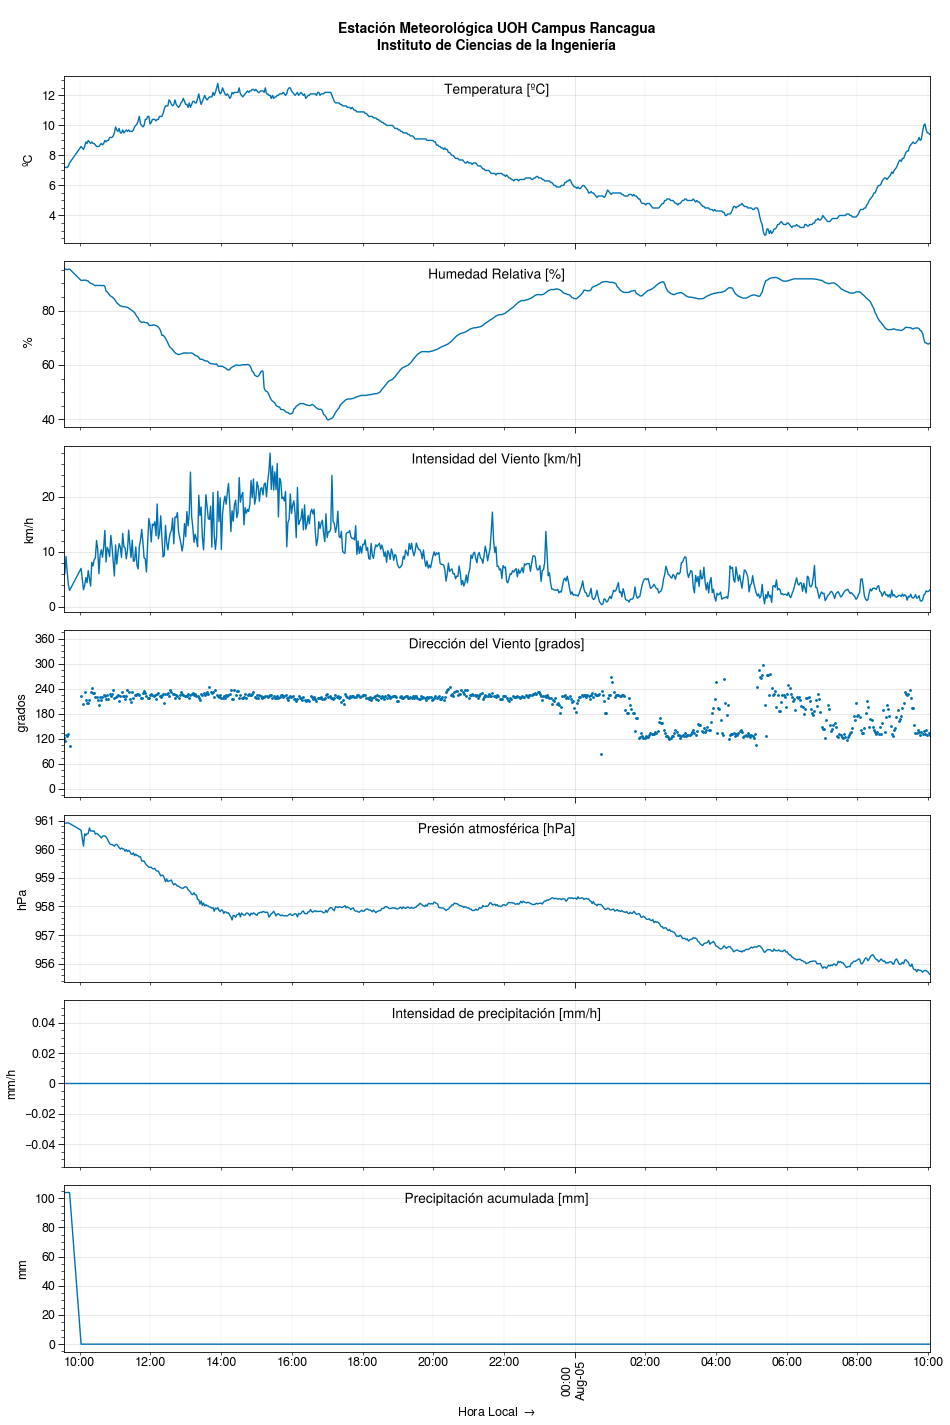 Estación Meteorológica UOH Campus Rancagua
Instituto de Ciencias de la Ingeniería
Temperatura [ºC]
ºC
12
10
8
6
4
Humedad Relativa [%]
%
80
60
40
Intensidad del Viento [km/h]
km/h
20
10
0
Dirección del Viento [grados]
grados
360
300
240
180
120
60
0
Presión atmosférica [hPa]
hPa
961
960
959
958
957
956
Intensidad de precipitación [mm/h]
mm/h
0.04
0.02
0
−0.02
−0.04
Precipitación acumulada [mm]
mm
100
80
60
40
20
0
10:00 12:00 14:00 16:00 18:00 20:00 22:00 00:00 02:00 04:00 06:00 08:00 10:00
Aug-05
Hora Local →